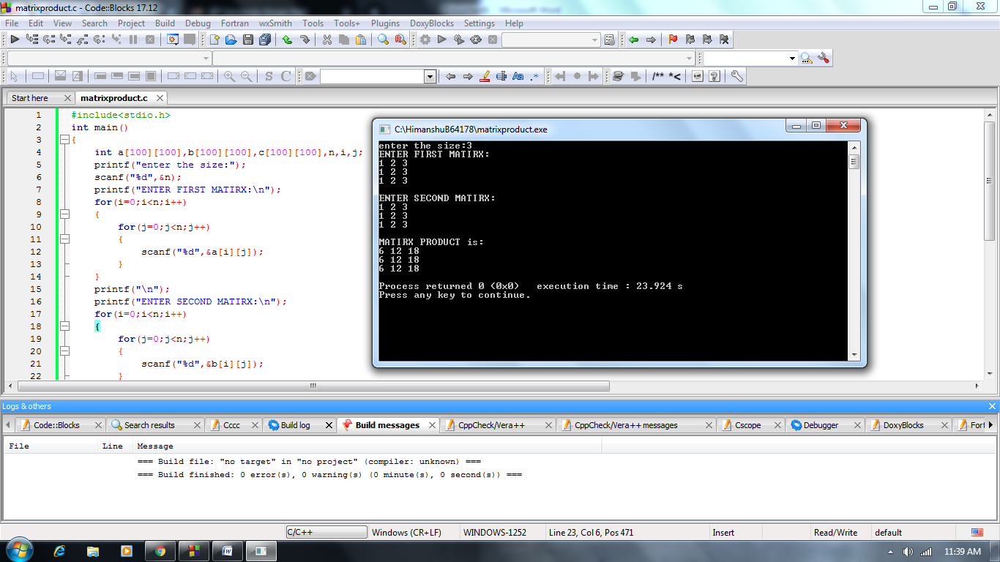 matrixproduct.c - Code::Blocks 17.12
File Edit View Search Project Build Debug Fortran wxSmith Tools Tools+ Plugins DoxyBlocks Settings Help
S C Aa .* /** *<
Start here matrixproduct.c
1 #include<stdio.h>
2 int main()
3 {
4 int a[100][100],b[100][100],c[100][100],n,i,j;
5 printf("enter the size:");
6 scanf("%d",&n);
7 printf("ENTER FIRST MATIRX:\n");
8 for(i=0;i<n;i++)
9 {
10 for(j=0;j<n;j++)
11 {
12 scanf("%d",&a[i][j]);
13 }
14 }
15 printf("\n");
16 printf("ENTER SECOND MATIRX:\n");
17 for(i=0;i<n;i++)
18 {
19 for(j=0;j<n;j++)
20 {
21 scanf("%d",&b[i][j]);
22 }
C:\HimanshuB64178\matrixproduct.exe
enter the size:3
ENTER FIRST MATIRX:
1 2 3
1 2 3
1 2 3
ENTER SECOND MATIRX:
1 2 3
1 2 3
1 2 3
MATIRX PRODUCT is:
6 12 18
6 12 18
6 12 18
Process returned 0 (0x0) execution time : 23.924 s
Press any key to continue.
Logs & others
Code::Blocks Search results Cccc Build log Build messages CppCheck/Vera++ CppCheck/Vera++ messages Cscope Debugger DoxyBlocks Fort
File Line Message
=== Build file: "no target" in "no project" (compiler: unknown) ===
=== Build finished: 0 error(s), 0 warning(s) (0 minute(s), 0 second(s)) ===
C/C++ Windows (CR+LF) WINDOWS-1252 Line 23, Col 6, Pos 471 Insert Read/Write default
11:39 AM